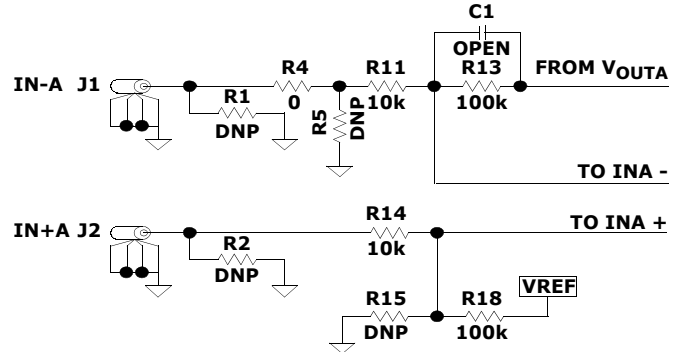 C1
OPEN
IN-A J1
R4
0
R11
10k
R13
100k
FROM VOUTA
R1
DNP
R5
DNP
TO INA -
IN+A J2
R14
10k
TO INA +
R2
DNP
VREF
R15
DNP
R18
100k